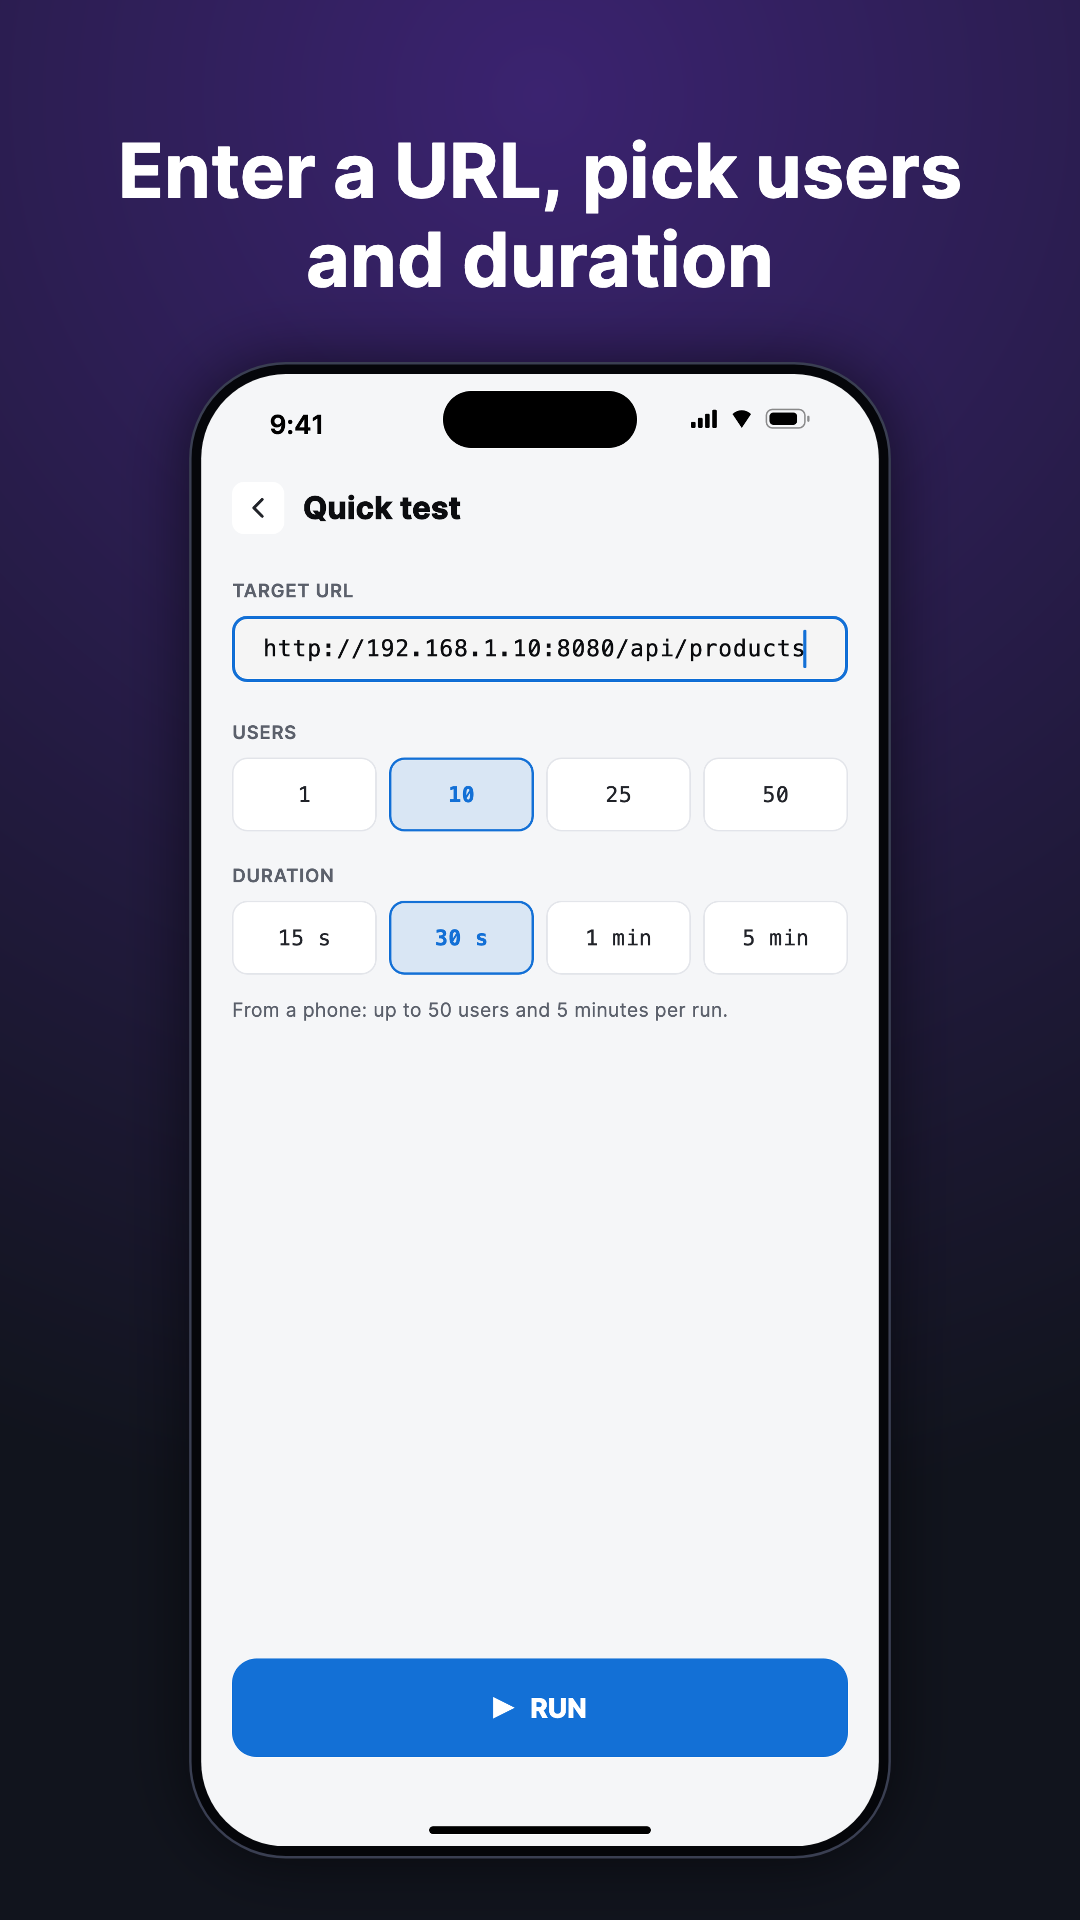 Enter a URL, pick users
and duration
9:41
Quick test
TARGET URL
http://192.168.1.10:8080/api/products
USERS
1 10 25 50
DURATION
15 s 30 s 1 min 5 min
From a phone: up to 50 users and 5 minutes per run.
RUN